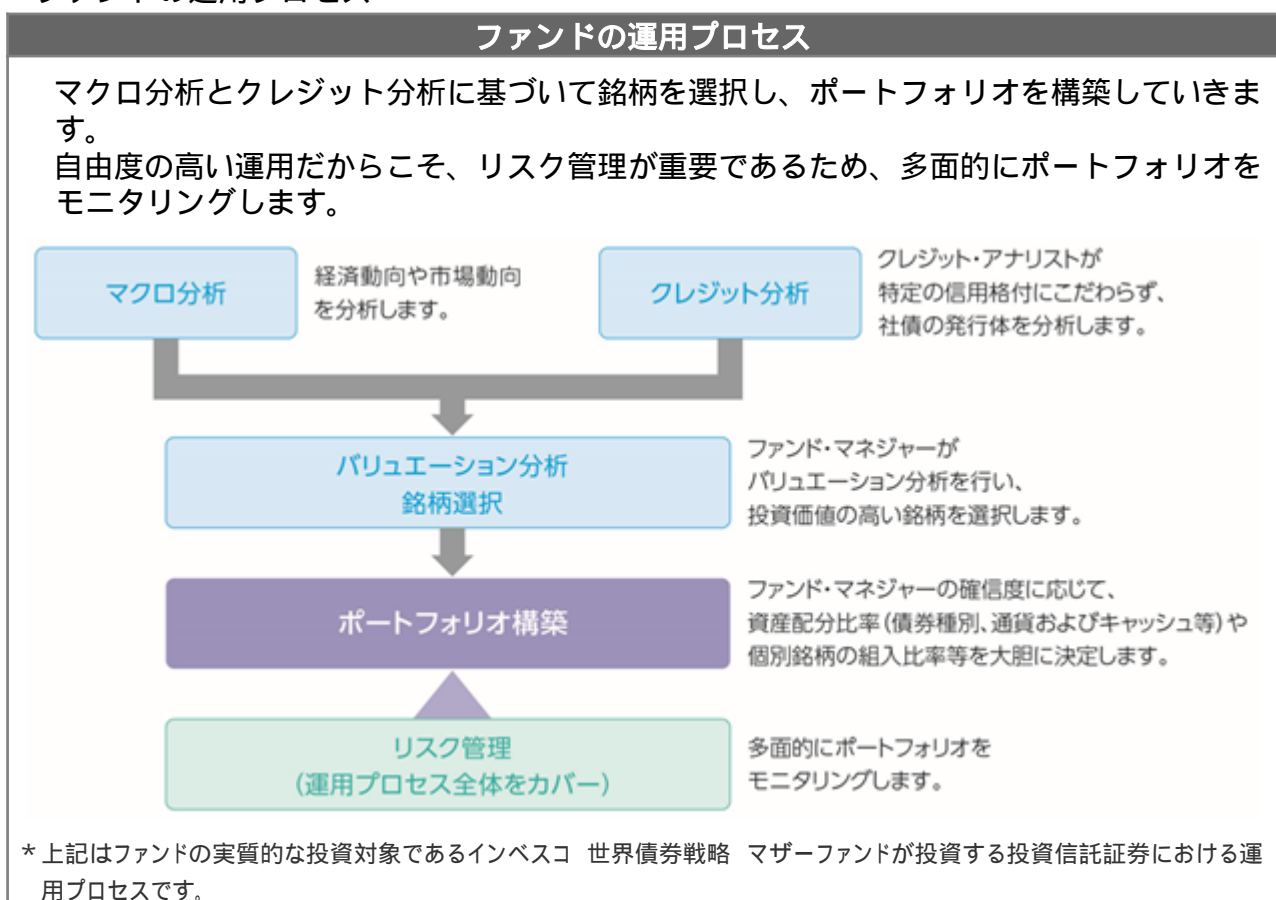 ファンドの運用プロセス
マクロ分析とクレジット分析に基づいて銘柄を選択し、ポートフォリオを構築していきま
す。
自由度の高い運用だからこそ、リスク管理が重要であるため、多面的にポートフォリオを
モニタリングします。
マクロ分析
経済動向や市場動向
を分析します。
クレジット分析
クレジット・アナリストが
特定の信用格付にこだわらず、
社債の発行体を分析します。
バリュエーション分析
銘柄選択
ファンド・マネジャーが
バリュエーション分析を行い、
投資価値の高い銘柄を選択します。
ポートフォリオ構築
ファンド・マネジャーの確信度に応じて、
資産配分比率(債券種別、通貨およびキャッシュ等)や
個別銘柄の組入比率等を大胆に決定します。
リスク管理
(運用プロセス全体をカバー)
多面的にポートフォリオを
モニタリングします。
*上記はファンドの実質的な投資対象であるインベスコ 世界債券戦略 マザーファンドが投資する投資信託証券における運
用プロセスです。